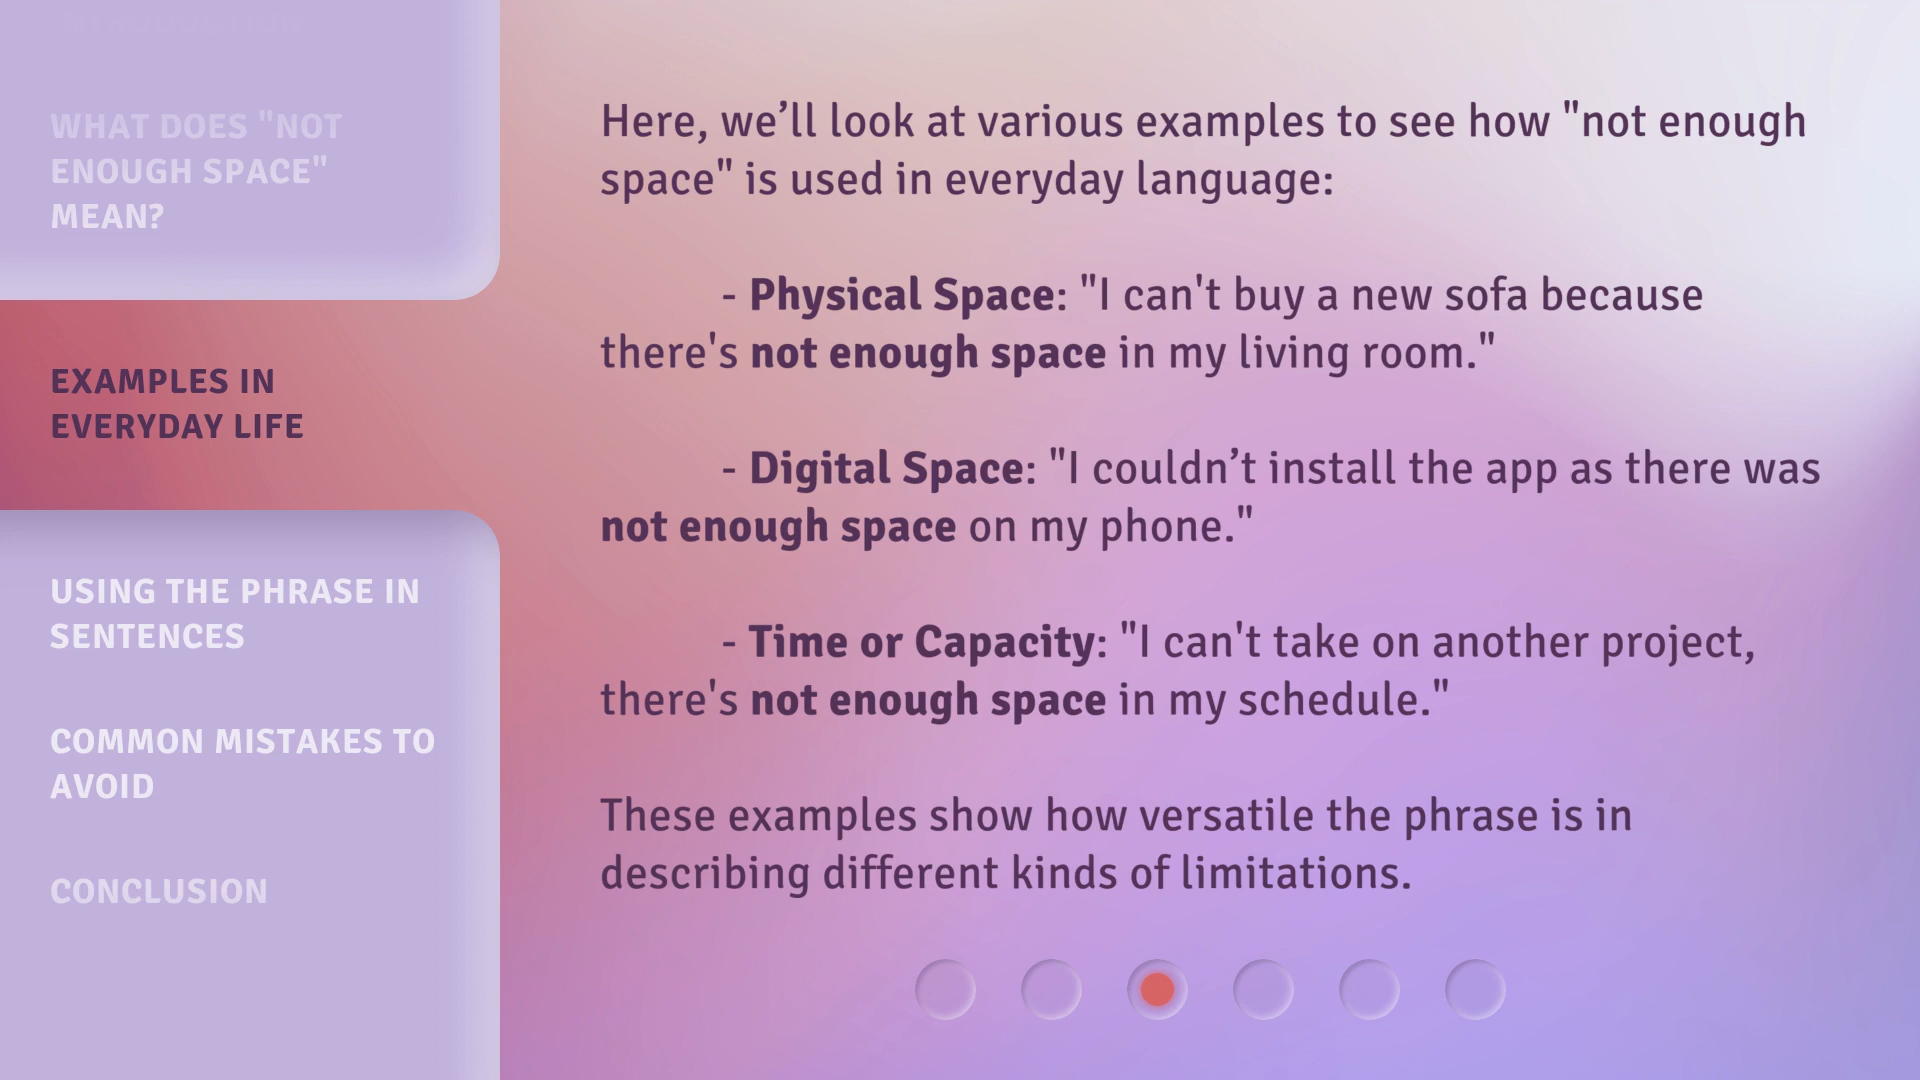 INTRODUCTION
WHAT DOES "NOT
ENOUGH SPACE"
MEAN?
EXAMPLES IN
EVERYDAY LIFE
USING THE PHRASE IN
SENTENCES
COMMON MISTAKES TO
AVOID
CONCLUSION
Here, we’ll look at various examples to see how "not enough
space" is used in everyday language:
- Physical Space: "I can't buy a new sofa because
there's not enough space in my living room."
- Digital Space: "I couldn’t install the app as there was
not enough space on my phone."
- Time or Capacity: "I can't take on another project,
there's not enough space in my schedule."
These examples show how versatile the phrase is in
describing different kinds of limitations.